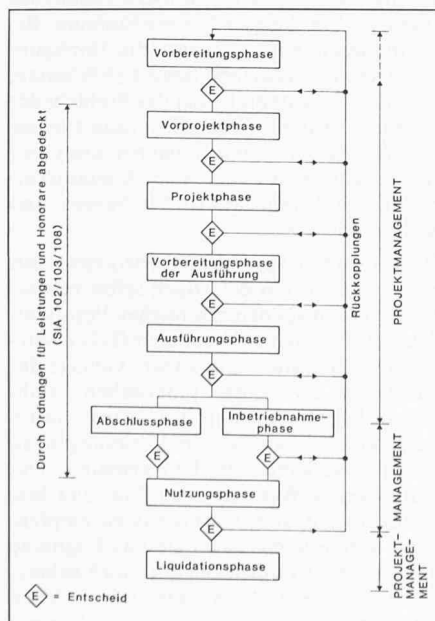 Vorbereitungsphase
E
Vorprojektphase
E
Projektphase
E
Vorbereitungsphase
der Ausführung
E
Ausführungsphase
E
Abschlussphase
Inbetriebnahme-
phase
E
E
Nutzungsphase
E
Liquidationsphase
E = Entscheid
Durch Ordnungen für Leistungen und Honorare abgedeckt)
(SIA 102/103/108)
Rückkopplungen
PROJEKTMANAGEMENT
MANAGEMENT
PROJEKT-
MANAGE-
MENT